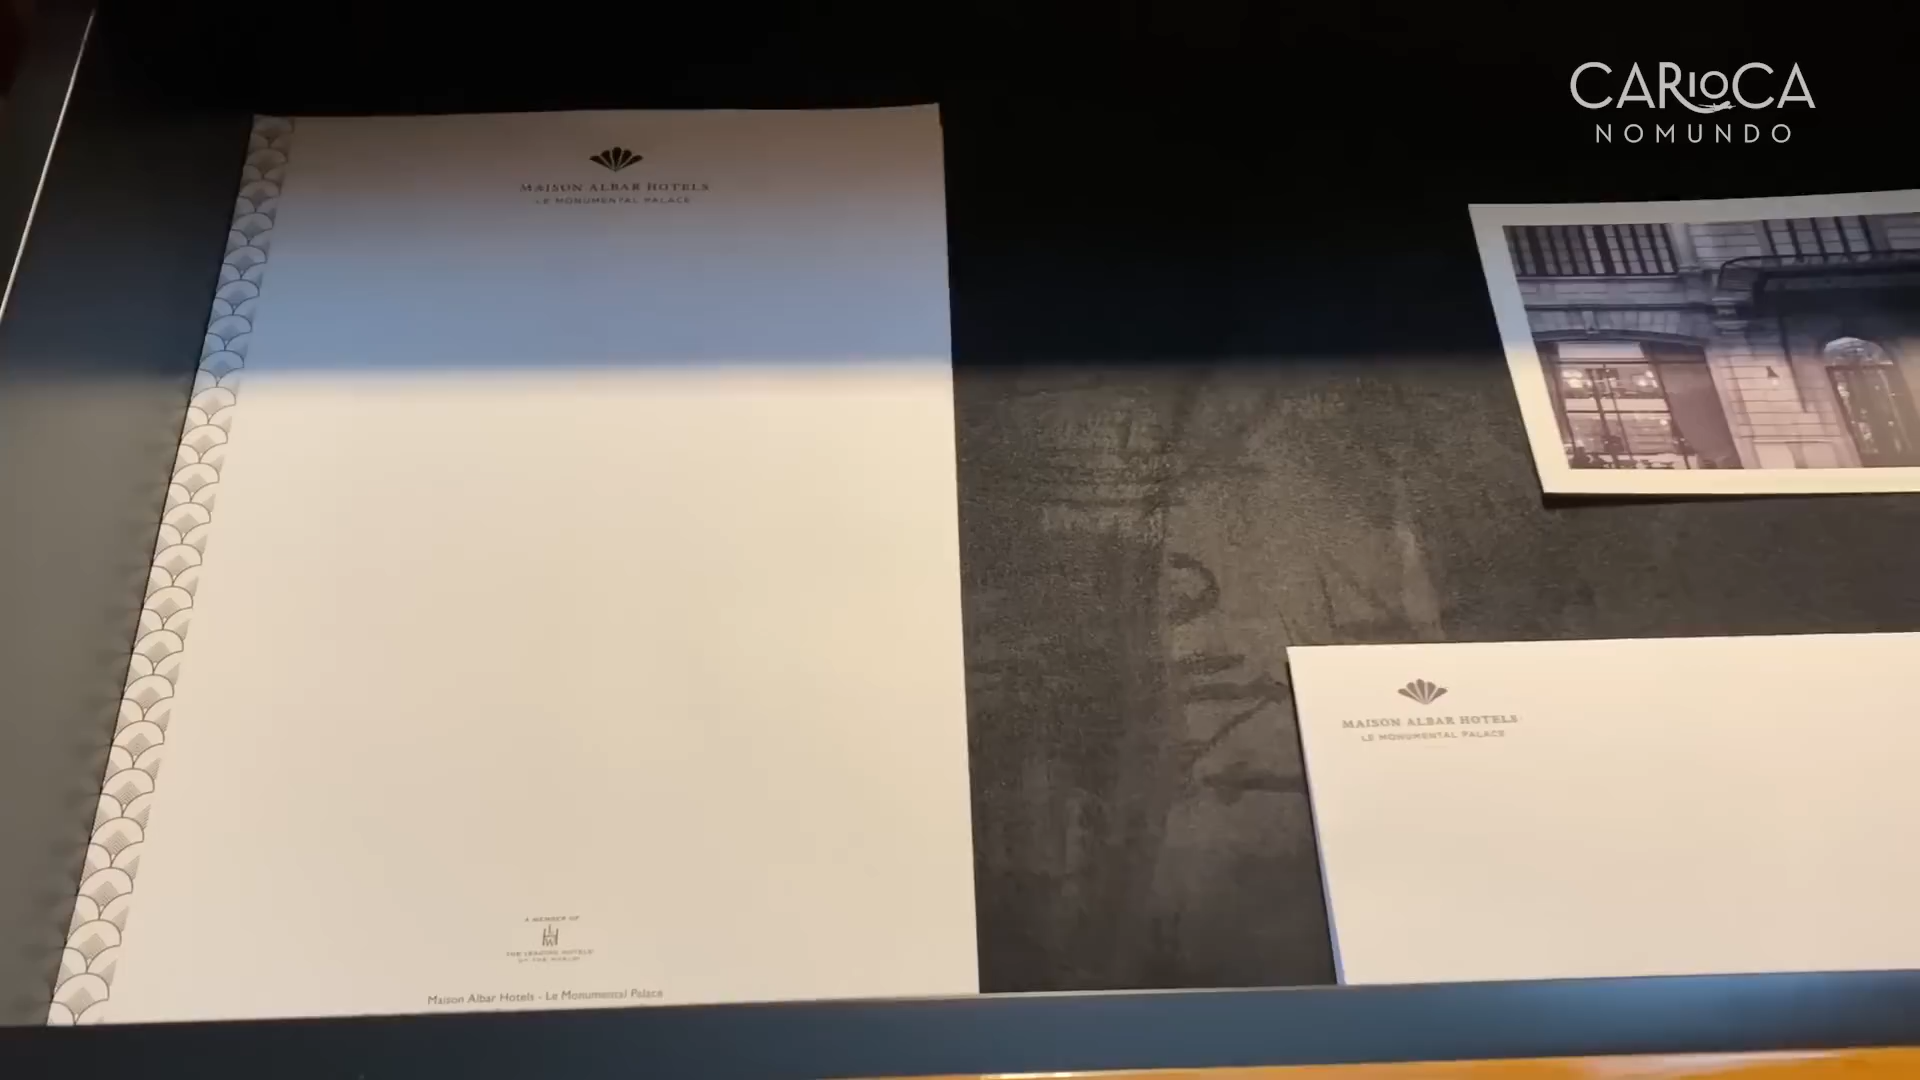 CARIOCA
NOMUNDO
MAISON ALBAR HOTELS
LE MONUMENTAL PALACE
MAISON ALBAR HOTELS
LE MONUMENTAL PALACE
A MEMBER OF
THE LEADING HOTELS
OF THE WORLD
Maison Albar Hotels - Le Monumental Palace